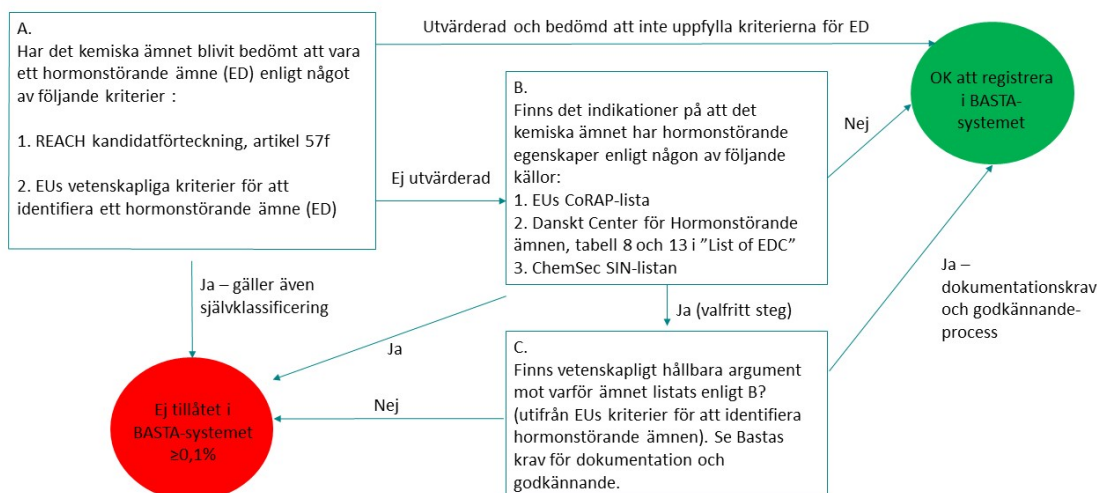 A.
Har det kemiska ämnet blivit bedömt att vara
ett hormonstörande ämne (ED) enligt något
av följande kriterier :
1. REACH kandidatförteckning, artikel 57f
2. EUs vetenskapliga kriterier för att
identifiera ett hormonstörande ämne (ED)
Utvärderad och bedömd att inte uppfylla kriterierna för ED
OK att registrera
i BASTA-
systemet
Ej utvärderad
B.
Finns det indikationer på att det
kemiska ämnet har hormonstörande
egenskaper enligt någon av följande
källor:
1. EUs CoRAP-lista
2. Danskt Center för Hormonstörande
ämnen, tabell 8 och 13 i ”List of EDC”
3. ChemSec SIN-listan
Nej
Ja – gäller även
självklassificering
Ja
Ja (valfritt steg)
Ja –
dokumentationskrav
och godkännande-
process
Ej tillåtet i
BASTA-systemet
≥0,1%
Nej
C.
Finns vetenskapligt hållbara argument
mot varför ämnet listats enligt B?
(utifrån EUs kriterier för att identifiera
hormonstörande ämnen). Se Bastas
krav för dokumentation och
godkännande.